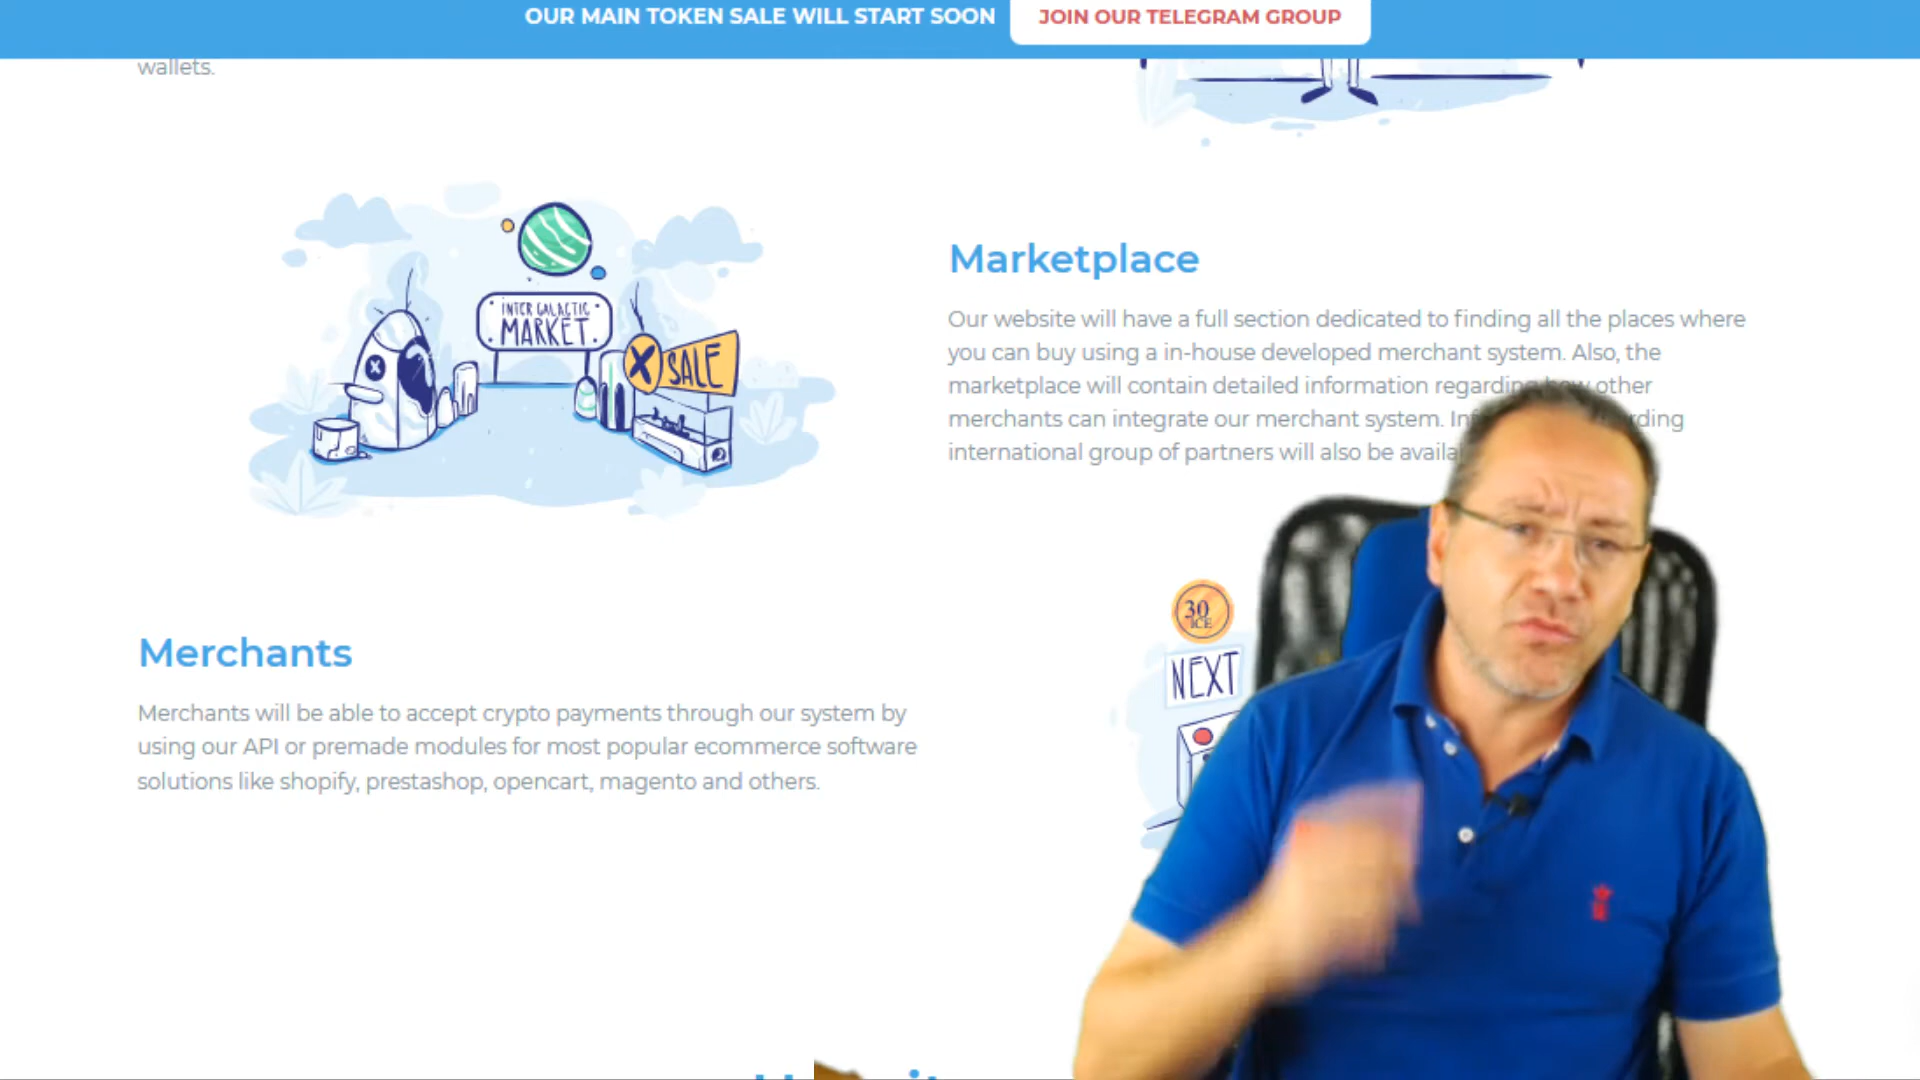 OUR MAIN TOKEN SALE WILL START SOON
JOIN OUR TELEGRAM GROUP
wallets.
INTER GALACTIC
MARKET
X SALE
X
Marketplace
Our website will have a full section dedicated to finding all the places where
you can buy using a in-house developed merchant system. Also, the
marketplace will contain detailed information regarding how other
merchants can integrate our merchant system.
international group of partners will also be
30
ICE
NEXT
Merchants
Merchants will be able to accept crypto payments through our system by
using our API or premade modules for most popular ecommerce software
solutions like shopify, prestashop, opencart, magento and others.